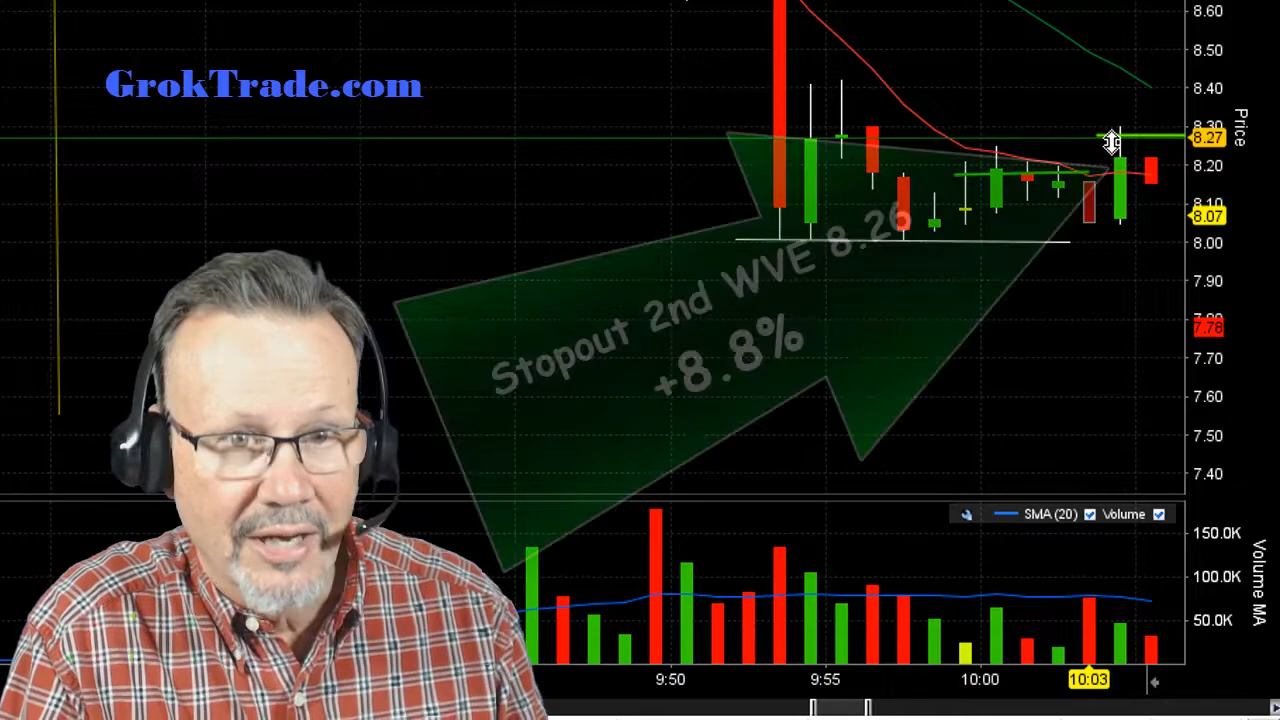 GrokTrade.com
8.60
8.50
8.40
8.30
8.27
8.20
8.10
8.07
8.00
7.90
7.80
7.78
7.70
7.60
7.50
7.40
Price
Stopout 2nd WVE 8.26
+8.8%
SMA (20) Volume
150.0K
100.0K
50.0K
Volume MA
9:50 9:55 10:00 10:03